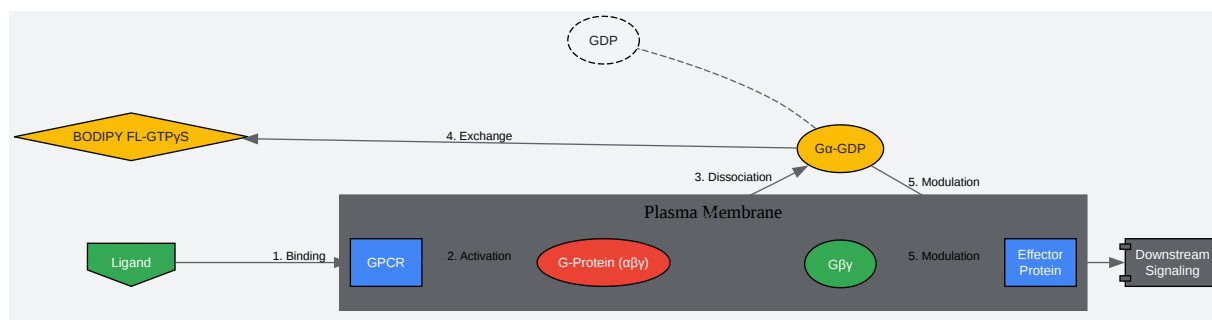 GDP
BODIPY FL-GTPγS
4. Exchange
Gα-GDP
3. Dissociation
5. Modulation
Plasma Membrane
Ligand
1. Binding
GPCR
2. Activation
G-Protein (αβγ)
Gβγ
5. Modulation
Effector
Protein
Downstream
Signaling